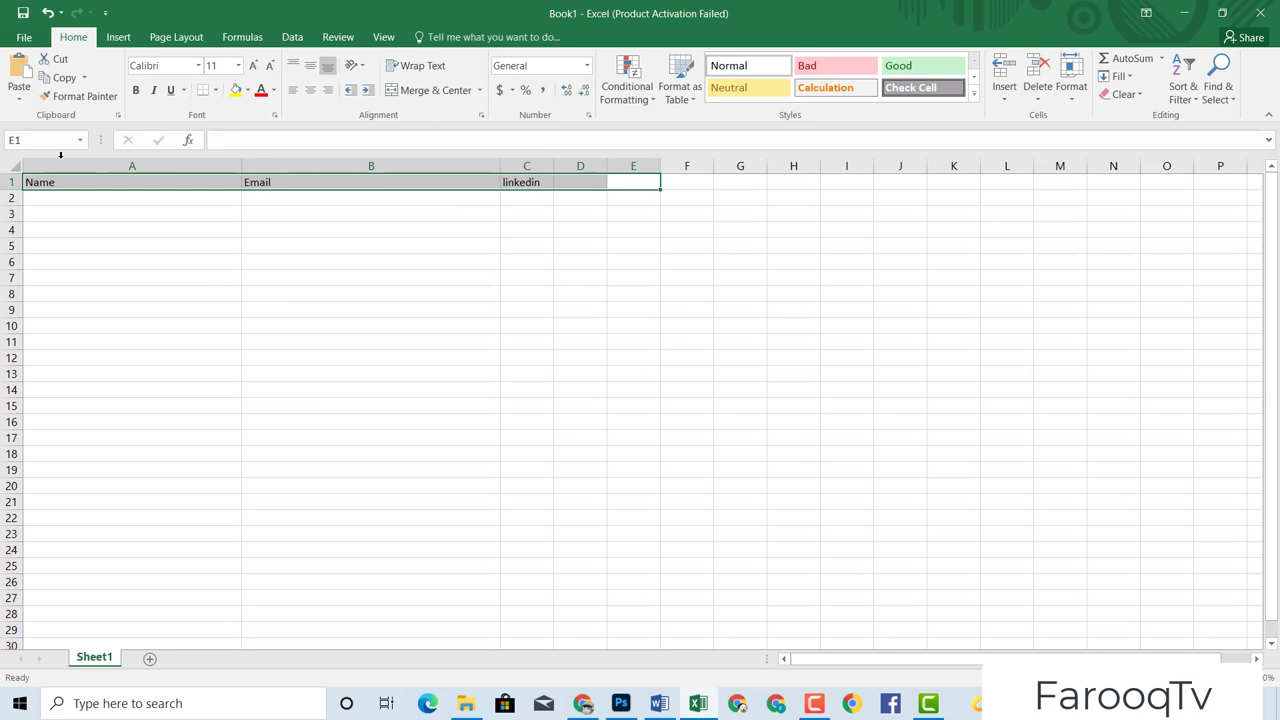 Book1 - Excel (Product Activation Failed)
File Home Insert Page Layout Formulas Data Review View Tell me what you want to do... Share
Paste Cut Copy Format Painter Clipboard
Calibri 11 A A B I U A Font
Wrap Text Merge & Center Alignment
General $ % , Number
Conditional Formatting Format as Table
Normal Bad Good
Neutral Calculation Check Cell
Styles
Insert Delete Format Cells
AutoSum Fill Clear Sort & Filter Find & Select Editing
E1 fx
A B C D E F G H I J K L M N O P
1 Name Email linkedin
2
3
4
5
6
7
8
9
10
11
12
13
14
15
16
17
18
19
20
21
22
23
24
25
26
27
28
29
30
Sheet1
Ready
Type here to search
FarooqTv